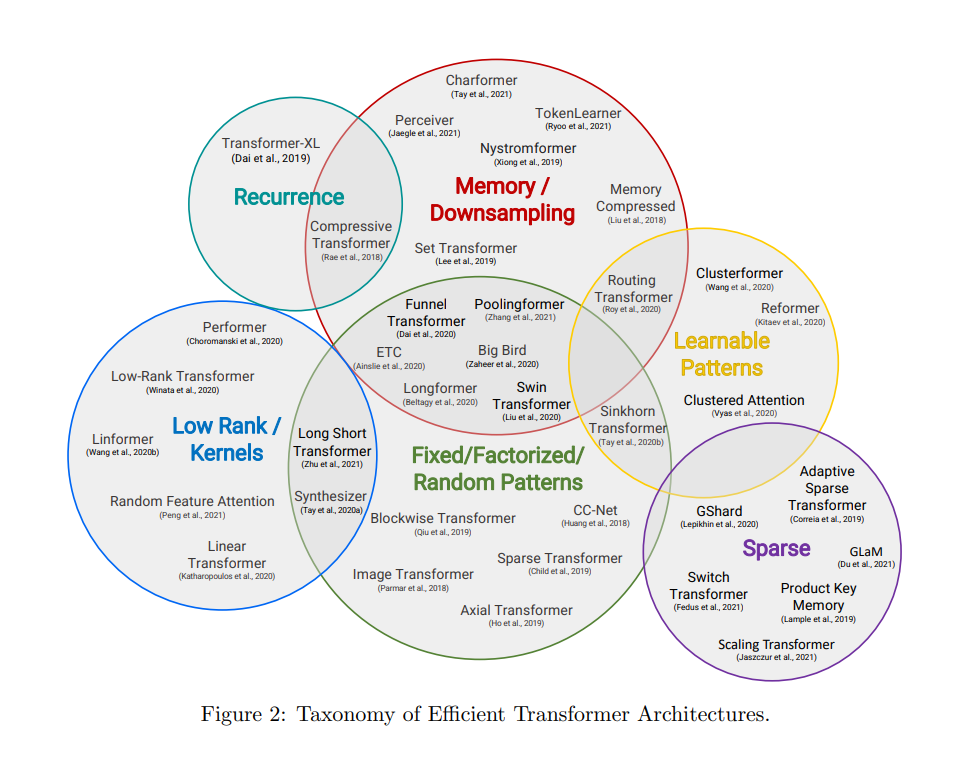 Charformer
(Tay et al., 2021)
Perceiver
(Jaegle et al., 2021)
TokenLearner
(Ryoo et al., 2021)
Transformer-XL
(Dai et al., 2019)
Nystromformer
(Xiong et al., 2019)
Recurrence
Memory /
Downsampling
Memory
Compressed
(Liu et al., 2018)
Compressive
Transformer
(Rae et al., 2018)
Set Transformer
(Lee et al., 2019)
Routing
Transformer
(Roy et al., 2020)
Clusterformer
(Wang et al., 2020)
Reformer
(Kitaev et al., 2020)
Learnable
Patterns
Clustered Attention
(Vyas et al., 2020)
Funnel
Transformer
(Dai et al., 2020)
Poolingformer
(Zhang et al., 2021)
ETC
(Ainslie et al., 2020)
Big Bird
(Zaheer et al., 2020)
Longformer
(Beltagy et al., 2020)
Swin
Transformer
(Liu et al., 2020)
Sinkhorn
Transformer
(Tay et al., 2020b)
Performer
(Choromanski et al., 2020)
Low-Rank Transformer
(Winata et al., 2020)
Low Rank /
Kernels
Linformer
(Wang et al., 2020b)
Long Short
Transformer
(Zhu et al., 2021)
Random Feature Attention
(Peng et al., 2021)
Synthesizer
(Tay et al., 2020a)
Linear
Transformer
(Katharopoulos et al., 2020)
Fixed/Factorized/
Random Patterns
Blockwise Transformer
(Qiu et al., 2019)
CC-Net
(Huang et al., 2018)
Sparse Transformer
(Child et al., 2019)
Image Transformer
(Parmar et al., 2018)
Axial Transformer
(Ho et al., 2019)
Adaptive
Sparse
Transformer
(Correia et al., 2019)
GShard
(Lepikhin et al., 2020)
Sparse
GLaM
(Du et al., 2021)
Switch
Transformer
(Fedus et al., 2021)
Product Key
Memory
(Lample et al., 2019)
Scaling Transformer
(Jaszczur et al., 2021)
Figure 2: Taxonomy of Efficient Transformer Architectures.